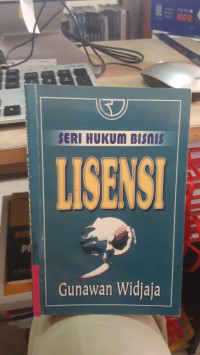 SERI HUKUM BISNIS
LISENSI
Gunawan Widjaja